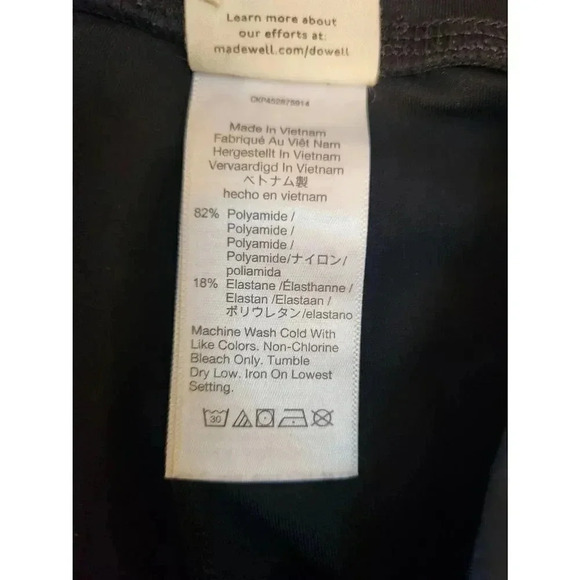 Learn more about
our efforts at:
madewell.com/dowell
Made In Vietnam
Fabriqué Au Viêt Nam
Hergestellt In Vietnam
Vervaardigd In Vietnam
ベトナム製
hecho en vietnam
82% Polyamide /
Polyamide /
Polyamide /
Polyamide/ナイロン/
poliamida
18% Elastane /Élasthanne /
Elastan /Elastaan /
ポリウレタン/elastano
Machine Wash Cold With
Like Colors. Non-Chlorine
Bleach Only. Tumble
Dry Low. Iron On Lowest
Setting.
30